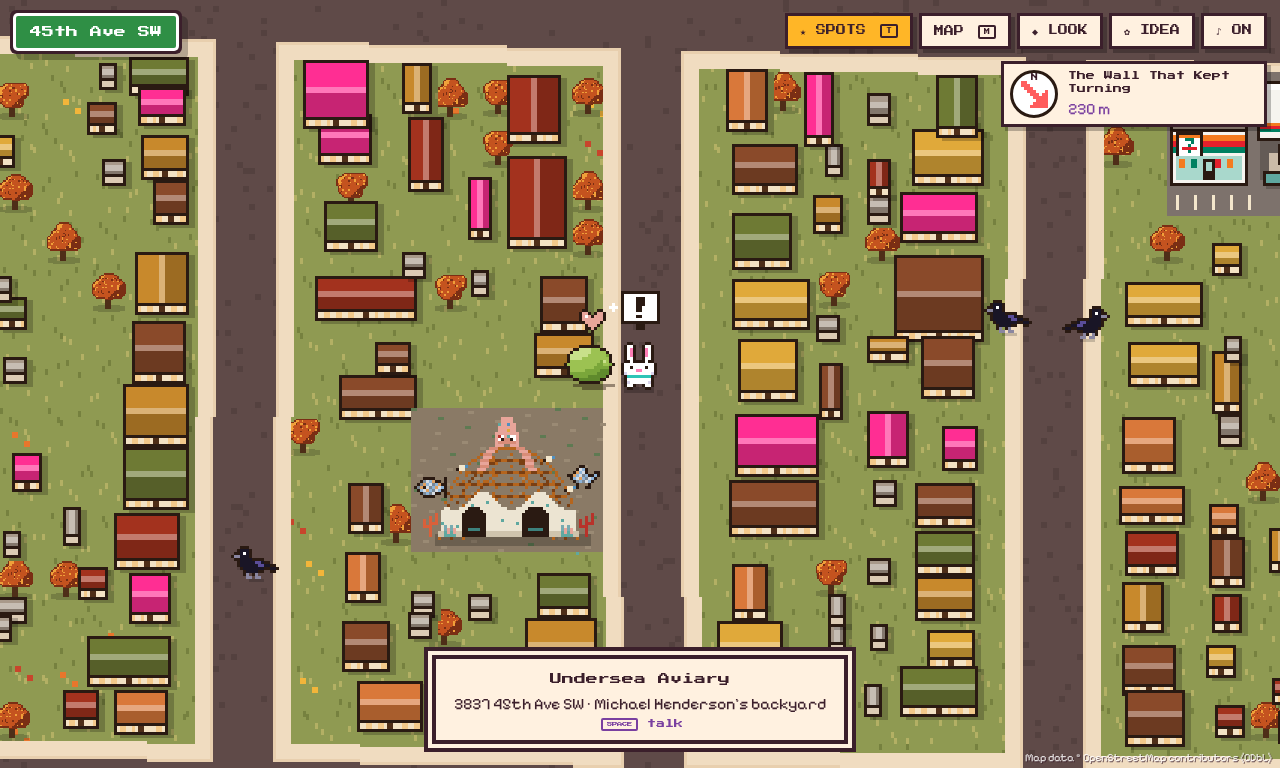 45th Ave SW
★ SPOTS T
MAP M
◆ LOOK
✿ IDEA
♪ ON
N
The Wall That Kept
Turning
230 m
!
Undersea Aviary
3837 48th Ave SW · Michael Henderson's backyard
SPACE talk
Map data © OpenStreetMap contributors (ODbL)